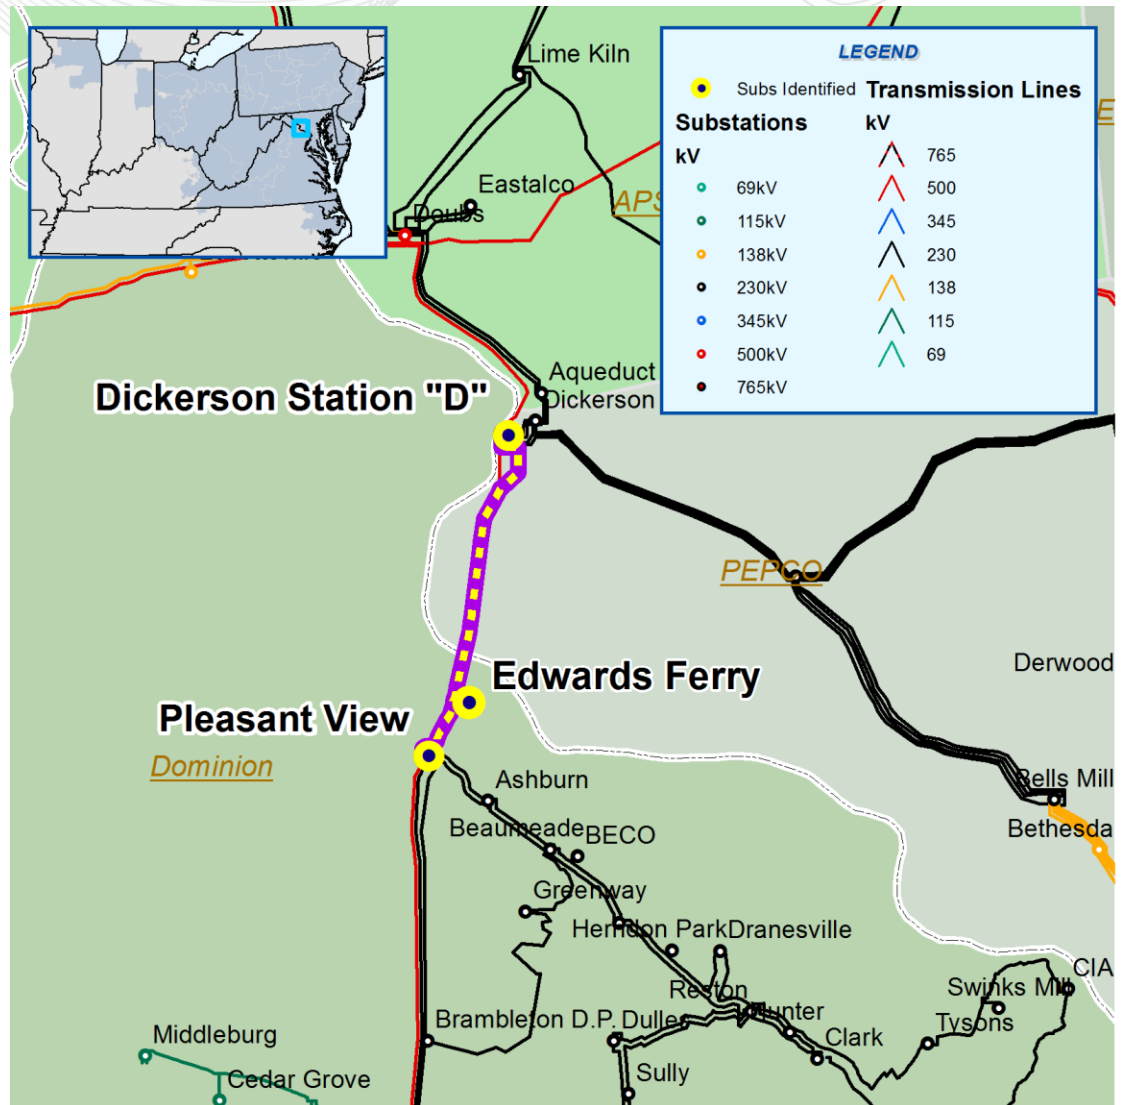 Lime Kiln
Eastalco
Doubs
APS
LEGEND
Subs Identified
Transmission Lines
Substations
kV
kV
69kV
115kV
138kV
230kV
345kV
500kV
765kV
765
500
345
230
138
115
69
E
Aqueduct
Dickerson
Dickerson Station "D"
PEPCO
Derwood
Edwards Ferry
Pleasant View
Dominion
Bells Mill
Bethesda
Ashburn
Beaumeade
BECO
Greenway
Herndon Park
Dranesville
Reston
Hunter
CIA
Swinks Mill
Tysons
Clark
Brambleton D.P.
Dulles
Sully
Middleburg
Cedar Grove